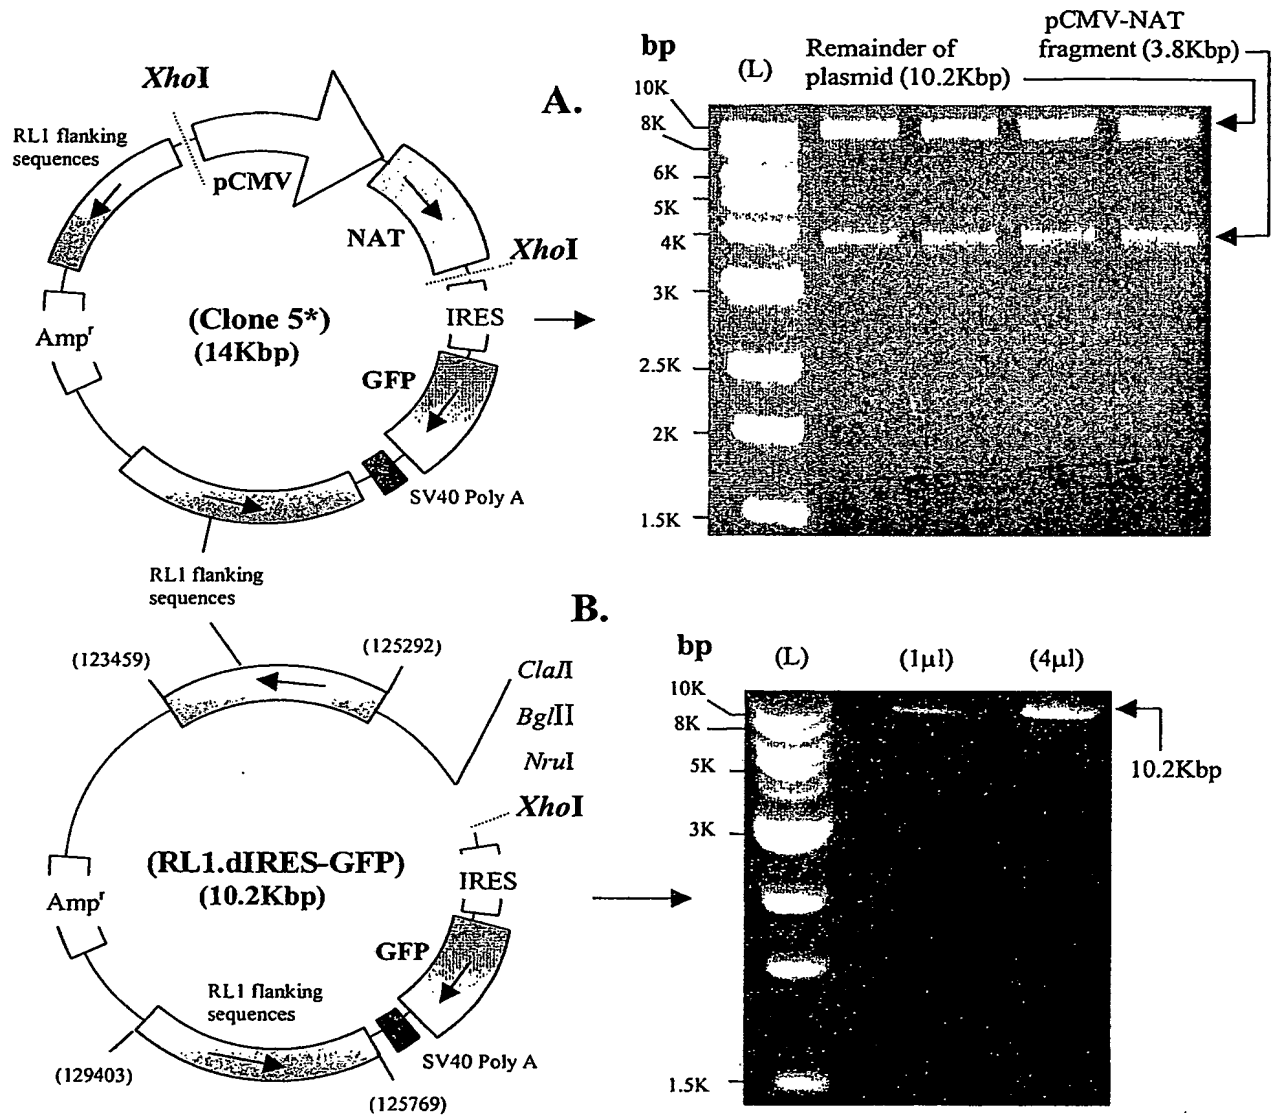 A.
XhoI
RL1 flanking
sequences
pCMV
NAT
XhoI
(Clone 5*)
(14Kbp)
Ampr
IRES
GFP
SV40 Poly A
RL1 flanking
sequences
bp
(L)
Remainder of
plasmid (10.2Kbp)
pCMV-NAT
fragment (3.8Kbp)
10K
8K
6K
5K
4K
3K
2.5K
2K
1.5K
B.
(123459)
(125292)
ClaII
BglII
NruI
XhoI
(RL1.dIRES-GFP)
(10.2Kbp)
Ampr
IRES
GFP
RL1 flanking
sequences
SV40 Poly A
(129403)
(125769)
bp
(L)
(1μl)
(4μl)
10K
8K
5K
3K
1.5K
10.2Kbp